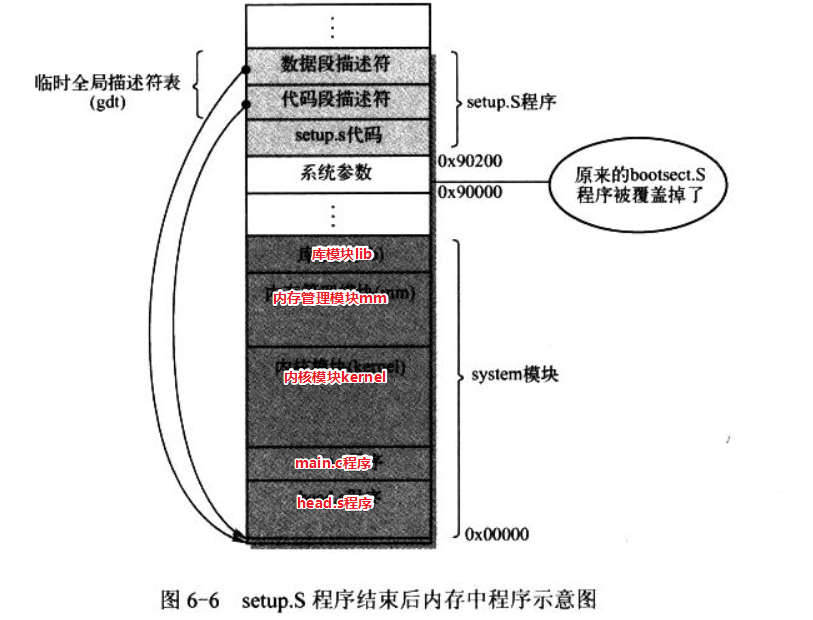 ⋮
数据段描述符
临时全局描述符表
(gdt)
代码段描述符
setup.S程序
setup.s代码
0x90200
系统参数
0x90000
原来的bootsect.S
程序被覆盖掉了
⋮
库模块lib
内存管理模块mm
内核模块kernel
system模块
main.c程序
head.s程序
0x00000
图 6-6 setup.S 程序结束后内存中程序示意图